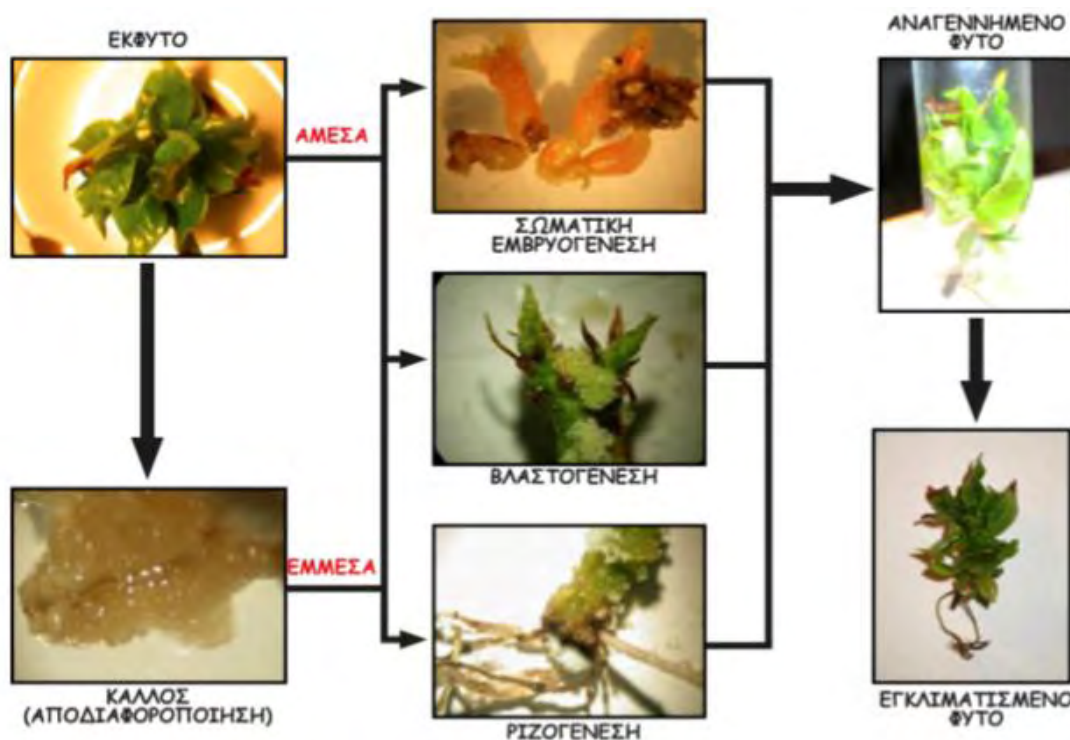 ΕΚΦΥΤΟ
ΑΜΕΣΑ
ΣΩΜΑΤΙΚΗ
ΕΜΒΡΥΟΓΕΝΕΣΗ
ΑΝΑΓΕΝΝΗΜΕΝΟ
ΦΥΤΟ
ΒΛΑΣΤΟΓΕΝΕΣΗ
ΚΑΛΛΟΣ
(ΑΠΟΔΙΑΦΟΡΟΠΟΙΗΣΗ)
ΕΜΜΕΣΑ
ΡΙΖΟΓΕΝΕΣΗ
ΕΓΚΛΙΜΑΤΙΣΜΕΝΟ
ΦΥΤΟ